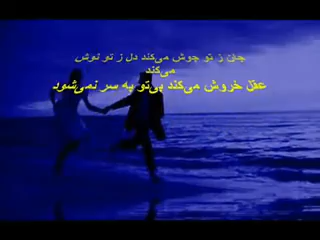 جان ز تو جوش می‌کند دل ز تو نوش
می‌کند
عقل خروش می‌کند بی‌تو به سر نمی‌شود